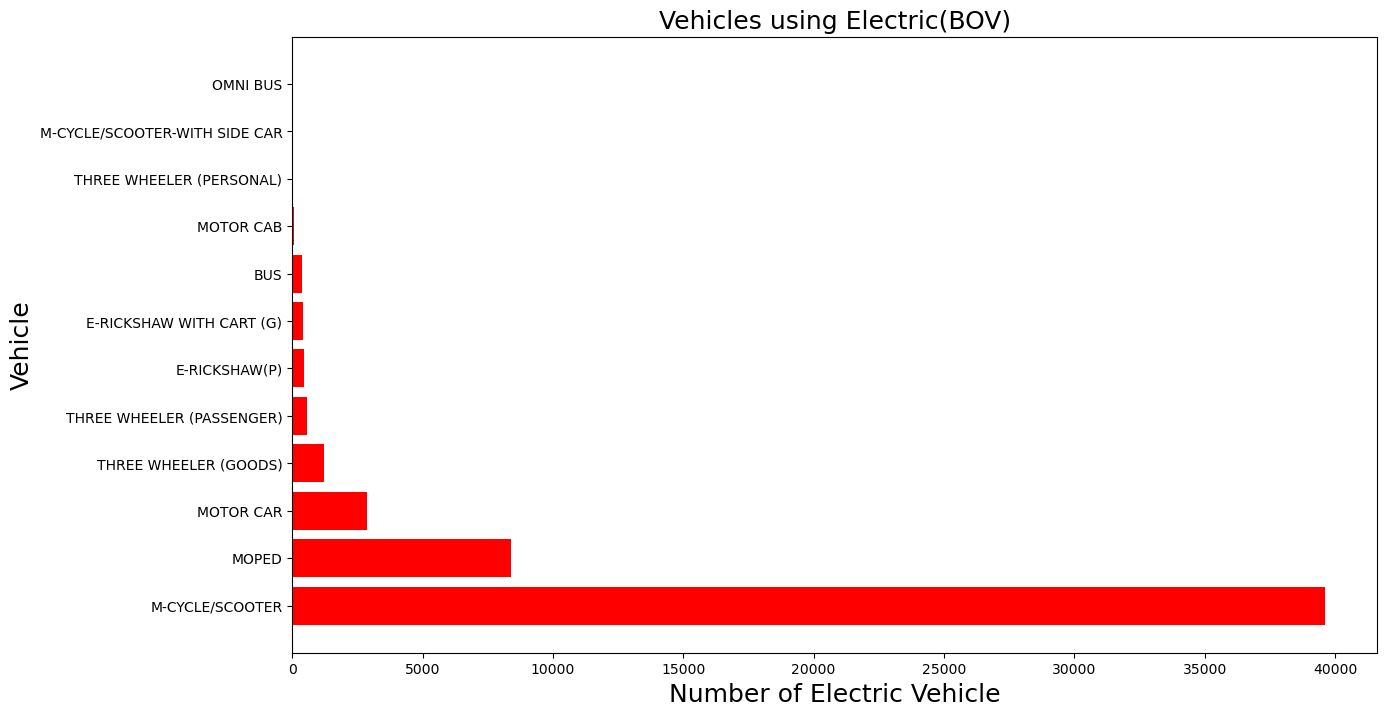 Vehicles using Electric(BOV)
OMNI BUS
M-CYCLE/SCOOTER-WITH SIDE CAR
THREE WHEELER (PERSONAL)
MOTOR CAB
BUS
E-RICKSHAW WITH CART (G)
E-RICKSHAW(P)
THREE WHEELER (PASSENGER)
THREE WHEELER (GOODS)
MOTOR CAR
MOPED
M-CYCLE/SCOOTER
Vehicle
0 5000 10000 15000 20000 25000 30000 35000 40000
Number of Electric Vehicle